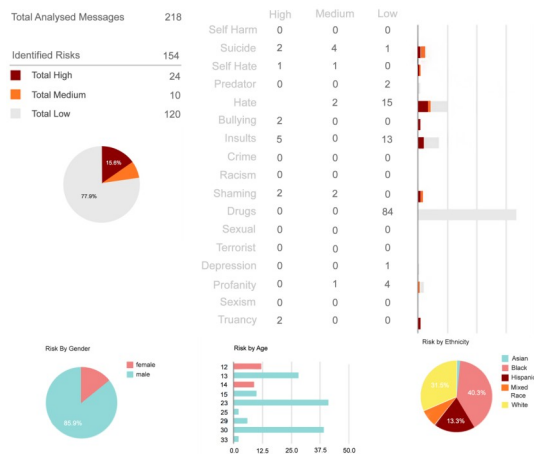 Total Analysed Messages 218
Identified Risks 154
Total High 24
Total Medium 10
Total Low 120
15.6%
77.9%
High Medium Low
Self Harm 0 0 0
Suicide 2 4 1
Self Hate 1 1 0
Predator 0 0 2
Hate 2 15
Bullying 2 0 0
Insults 5 0 13
Crime 0 0 0
Racism 0 0 0
Shaming 2 2 0
Drugs 0 0 84
Sexual 0 0 0
Terrorist 0 0 0
Depression 0 0 1
Profanity 0 1 4
Sexism 0 0 0
Truancy 2 0 0
Risk By Gender
female
male
85.9%
Risk by Age
12
13
14
15
23
25
29
30
33
0.0 12.5 25.0 37.5 50.0
Risk by Ethnicity
Asian
Black
Hispanic
Mixed
Race
White
40.3%
13.3%